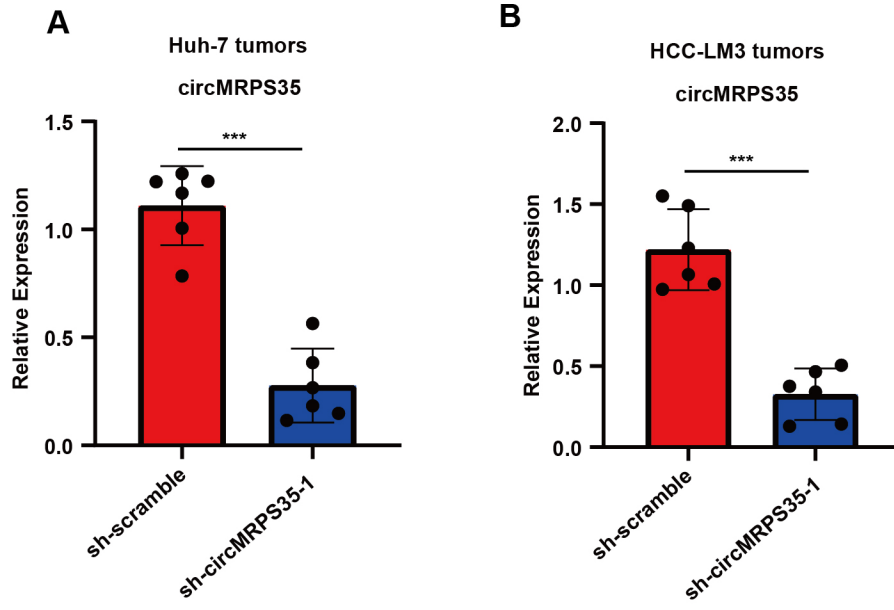 A
Huh-7 tumors
circMRPS35
Relative Expression
1.5
1.0
0.5
0.0
***
sh-scramble
sh-circMRPS35-1
B
HCC-LM3 tumors
circMRPS35
Relative Expression
2.0
1.5
1.0
0.5
0.0
***
sh-scramble
sh-circMRPS35-1